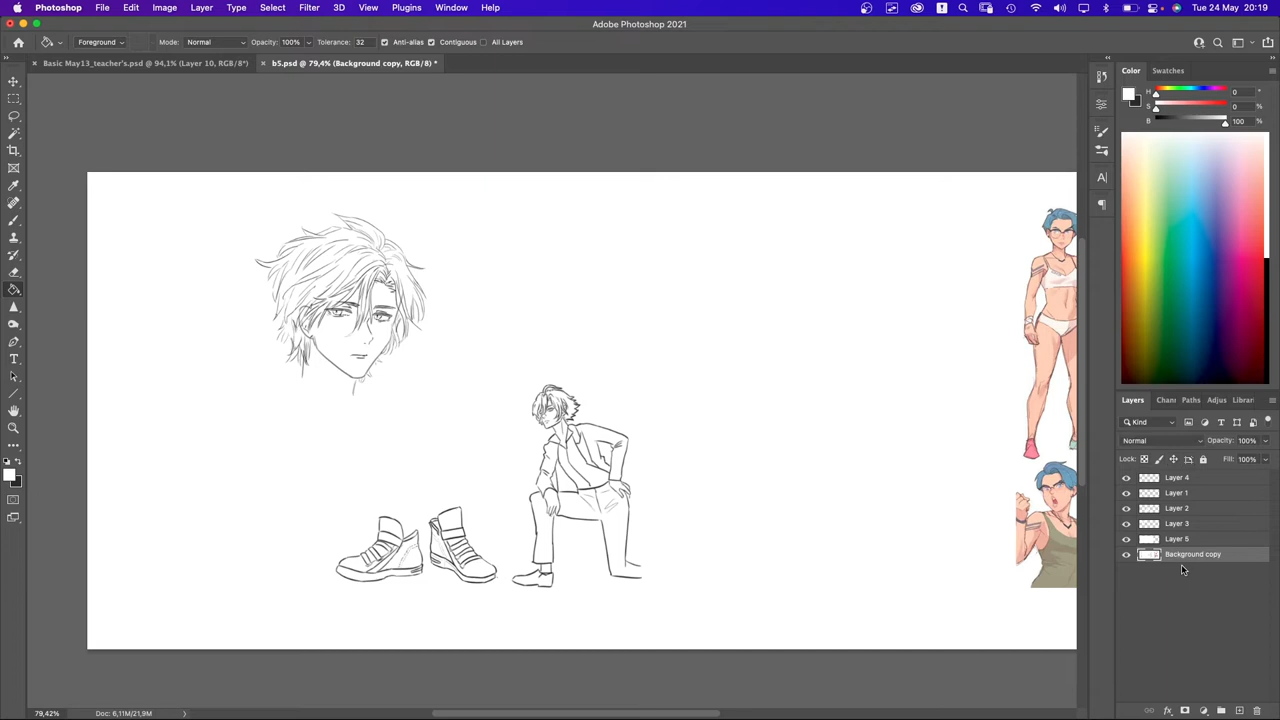 Photoshop File Edit Image Layer Type Select Filter 3D View Plugins Window Help Tue 24 May 20:19
Adobe Photoshop 2021
Foreground Mode: Normal Opacity: 100% Tolerance: 32 Anti-alias Contiguous All Layers
Basic May13_teacher's.psd @ 94,1% (Layer 10, RGB/8*) b5.psd @ 79,4% (Background copy, RGB/8) *
Color Swatches
H 0 °
S 0 %
B 100 %
Layers Chann Paths Adjus Librar
Kind
Normal Opacity: 100%
Lock: Fill: 100%
Layer 4
Layer 1
Layer 2
Layer 3
Layer 5
Background copy
79,42% Doc: 6,11M/21,9M